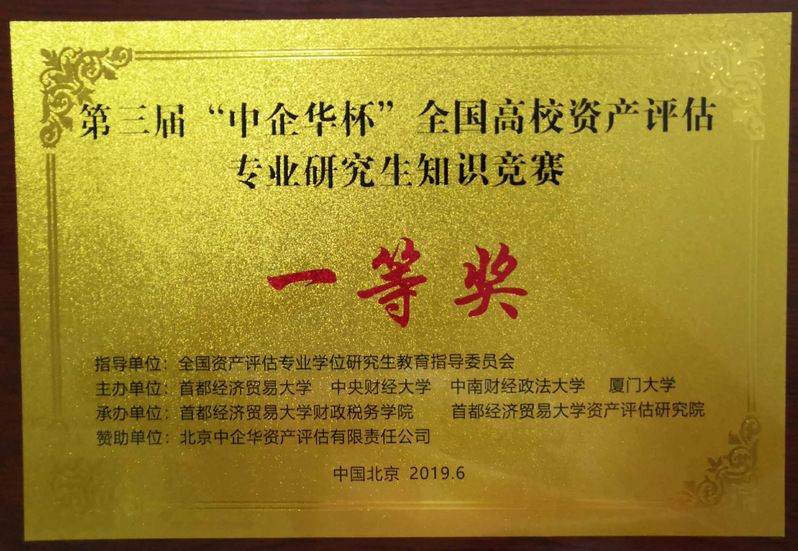 第三届“中企华杯”全国高校资产评估
专业研究生知识竞赛
一等奖
指导单位：全国资产评估专业学位研究生教育指导委员会
主办单位：首都经济贸易大学 中央财经大学 中南财经政法大学 厦门大学
承办单位：首都经济贸易大学财政税务学院 首都经济贸易大学资产评估研究院
赞助单位：北京中企华资产评估有限责任公司
中国北京 2019.6